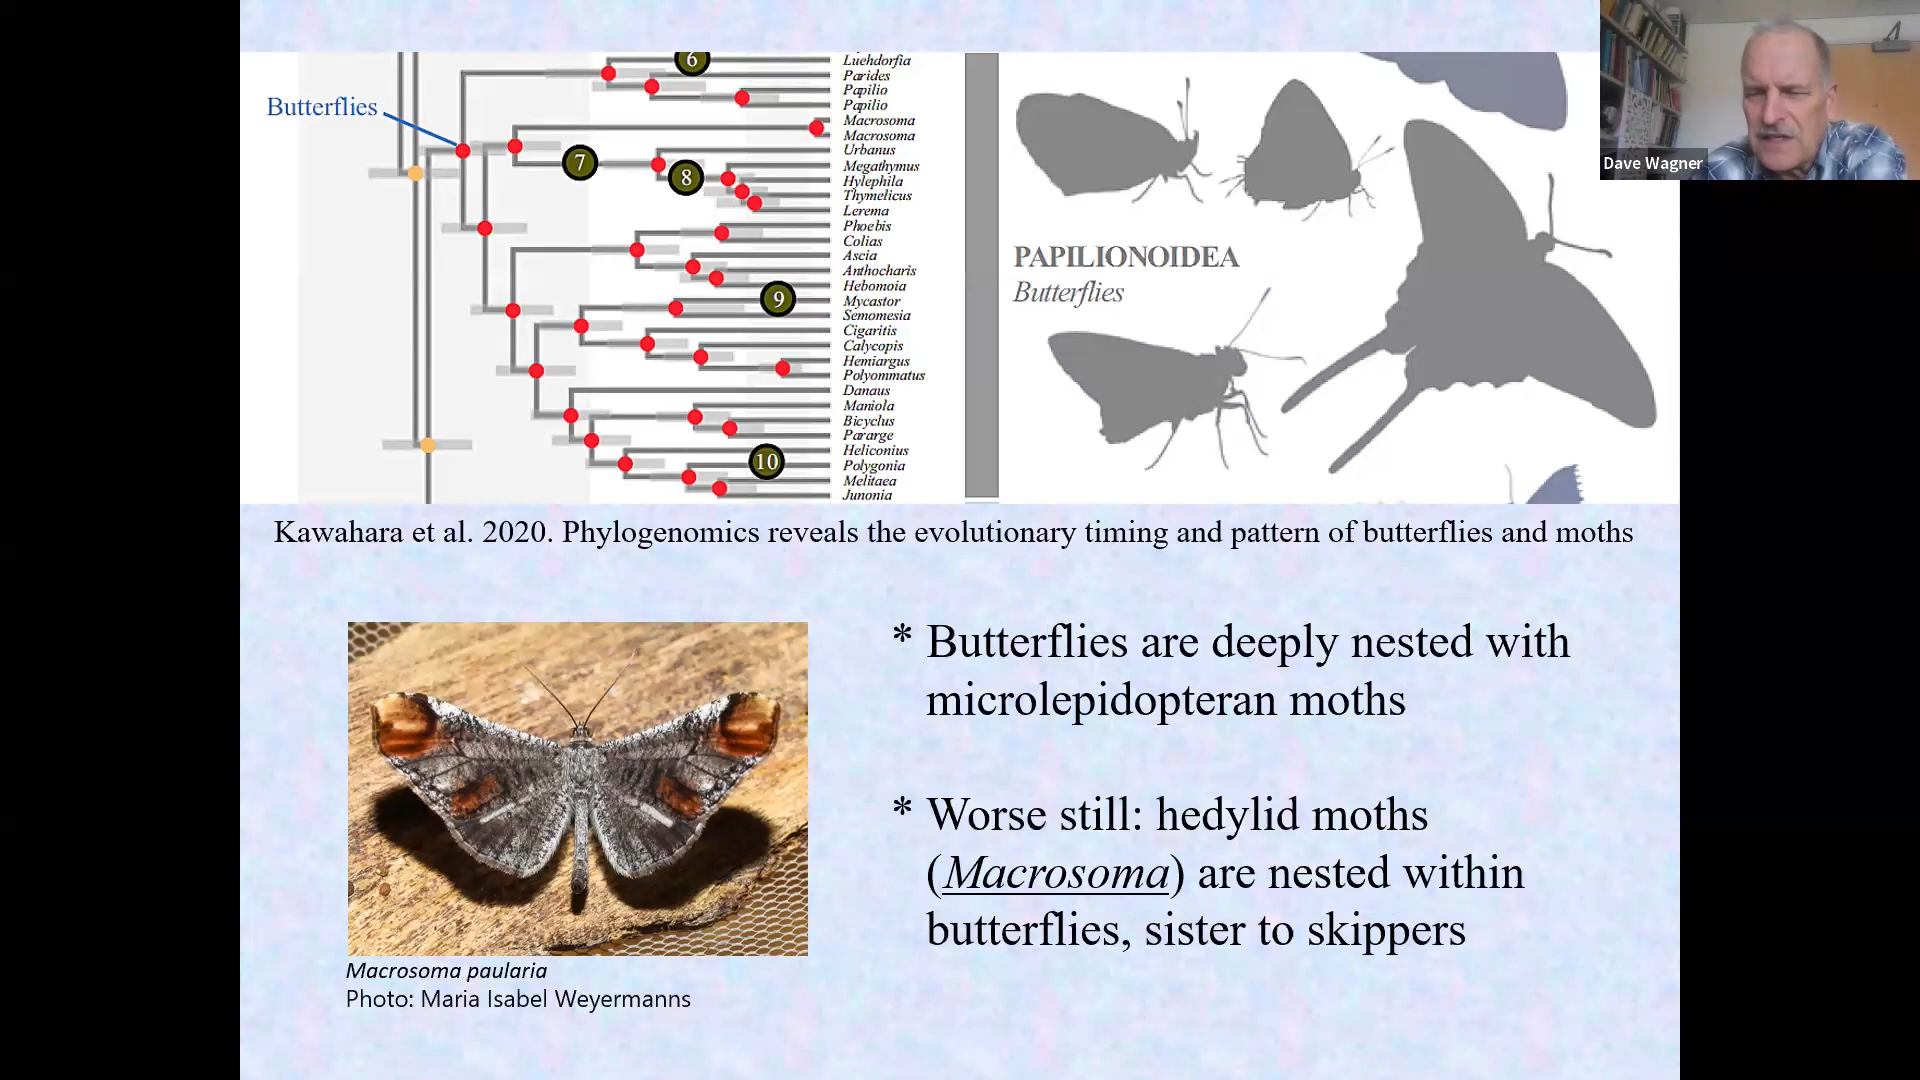 Butterflies
6
7
8
9
10
Luehdorfia
Parides
Papilio
Papilio
Macrosoma
Macrosoma
Urbanus
Megathymus
Hylephila
Thymelicus
Lerema
Phoebis
Colias
Ascia
Anthocharis
Hebomoia
Mycastor
Semomesia
Cigaritis
Calycopis
Hemiargus
Polyommatus
Danaus
Maniola
Bicyclus
Pararge
Heliconius
Polygonia
Melitaea
Junonia
PAPILIONOIDEA
Butterflies
Dave Wagner
Kawahara et al. 2020. Phylogenomics reveals the evolutionary timing and pattern of butterflies and moths
* Butterflies are deeply nested with
microlepidopteran moths
* Worse still: hedylid moths
(Macrosoma) are nested within
butterflies, sister to skippers
Macrosoma paularia
Photo: Maria Isabel Weyermanns